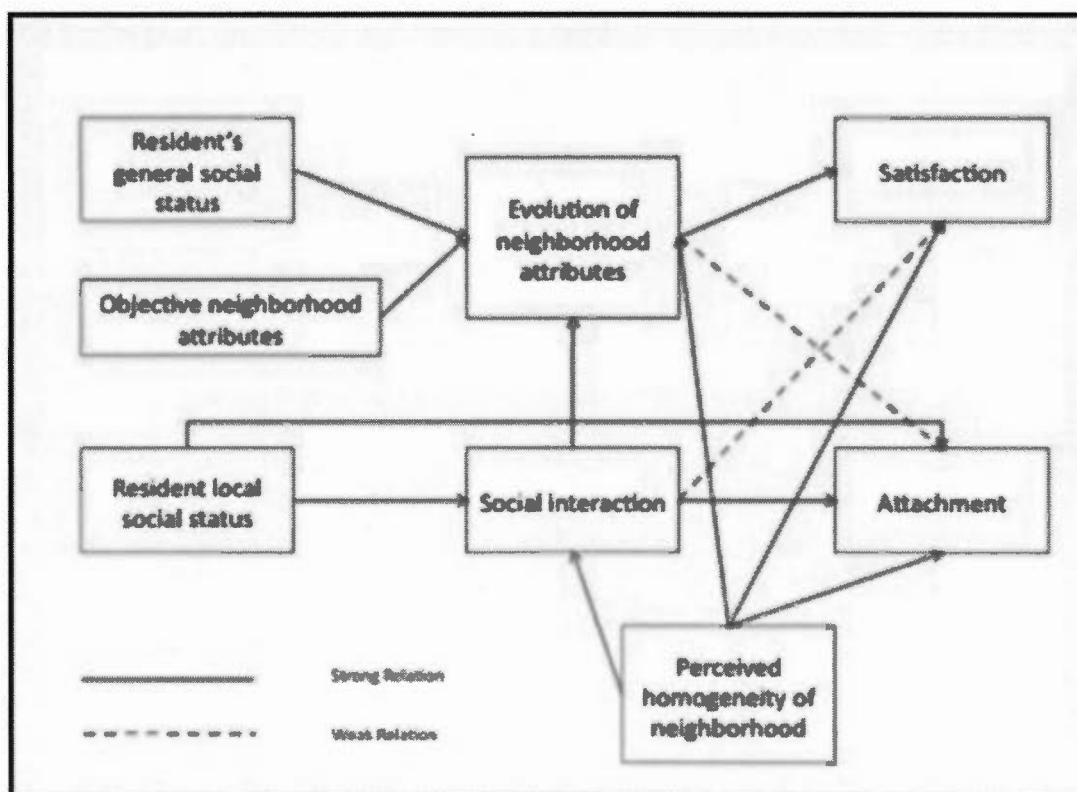 Resident's
general social
status
Evolution of
neighborhood
attributes
Satisfaction
Objective neighborhood
attributes
Resident local
social status
Social interaction
Attachment
Perceived
homogeneity of
neighborhood
Strong Relation
Weak Relation